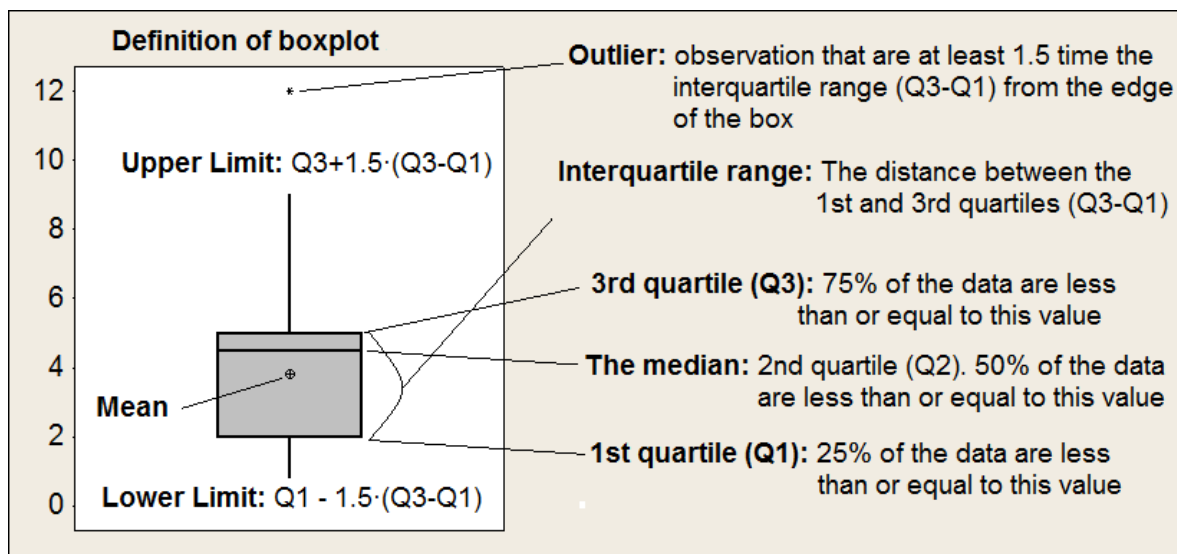 Definition of boxplot
12
10
8
6
4
2
0
Upper Limit: Q3+1.5·(Q3-Q1)
Mean
Lower Limit: Q1 - 1.5·(Q3-Q1)
Outlier: observation that are at least 1.5 time the
interquartile range (Q3-Q1) from the edge
of the box
Interquartile range: The distance between the
1st and 3rd quartiles (Q3-Q1)
3rd quartile (Q3): 75% of the data are less
than or equal to this value
The median: 2nd quartile (Q2). 50% of the data
are less than or equal to this value
1st quartile (Q1): 25% of the data are less
than or equal to this value